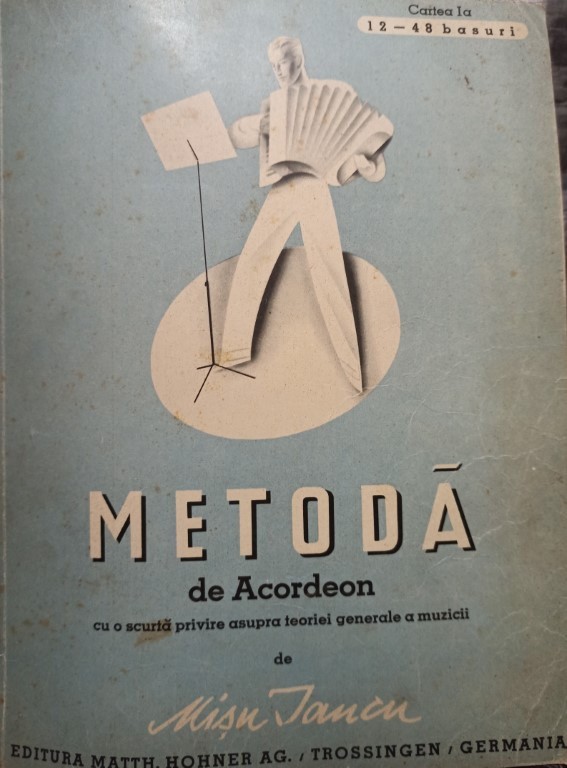 Cartea Ia
12 — 48 basuri
METODĂ
de Acordeon
cu o scurtă privire asupra teoriei generale a muzicii
de
Mișu Iancu
EDITURA MATTH. HOHNER AG. / TROSSINGEN / GERMANIA